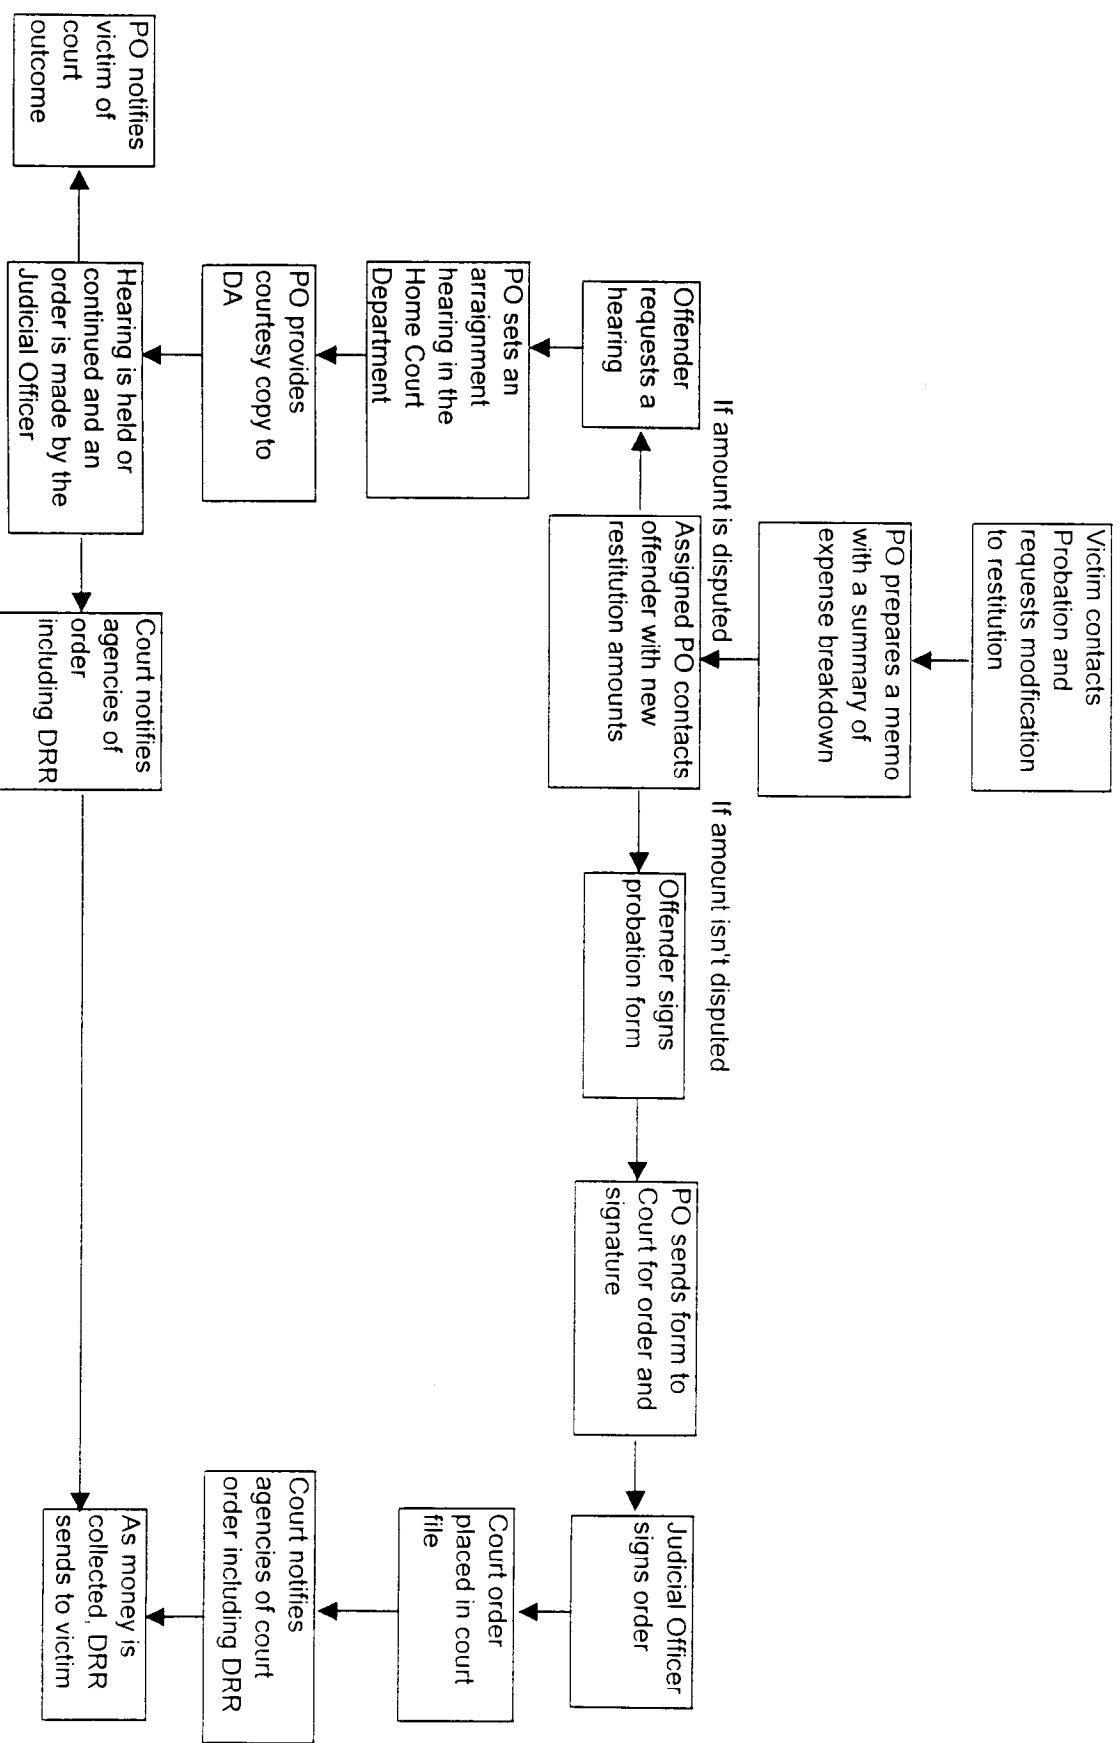 Victim contacts
Probation and
requests modfication
to restitution
PO prepares a memo
with a summary of
expense breakdown
If amount is disputed
If amount isn't disputed
Assigned PO contacts
offender with new
restitution amounts
Offender
requests a
hearing
PO sets an
arraignment
hearing in the
Home Court
Department
PO provides
courtesy copy to
DA
Hearing is held or
continued and an
order is made by the
Judicial Officer
PO notifies
victim of
court
outcome
Court notifies
agencies of
order
including DRR
Offender signs
probation form
PO sends form to
Court for order and
signature
Judicial Officer
signs order
Court order
placed in court
file
Court notifies
agencies of court
order including DRR
As money is
collected, DRR
sends to victim